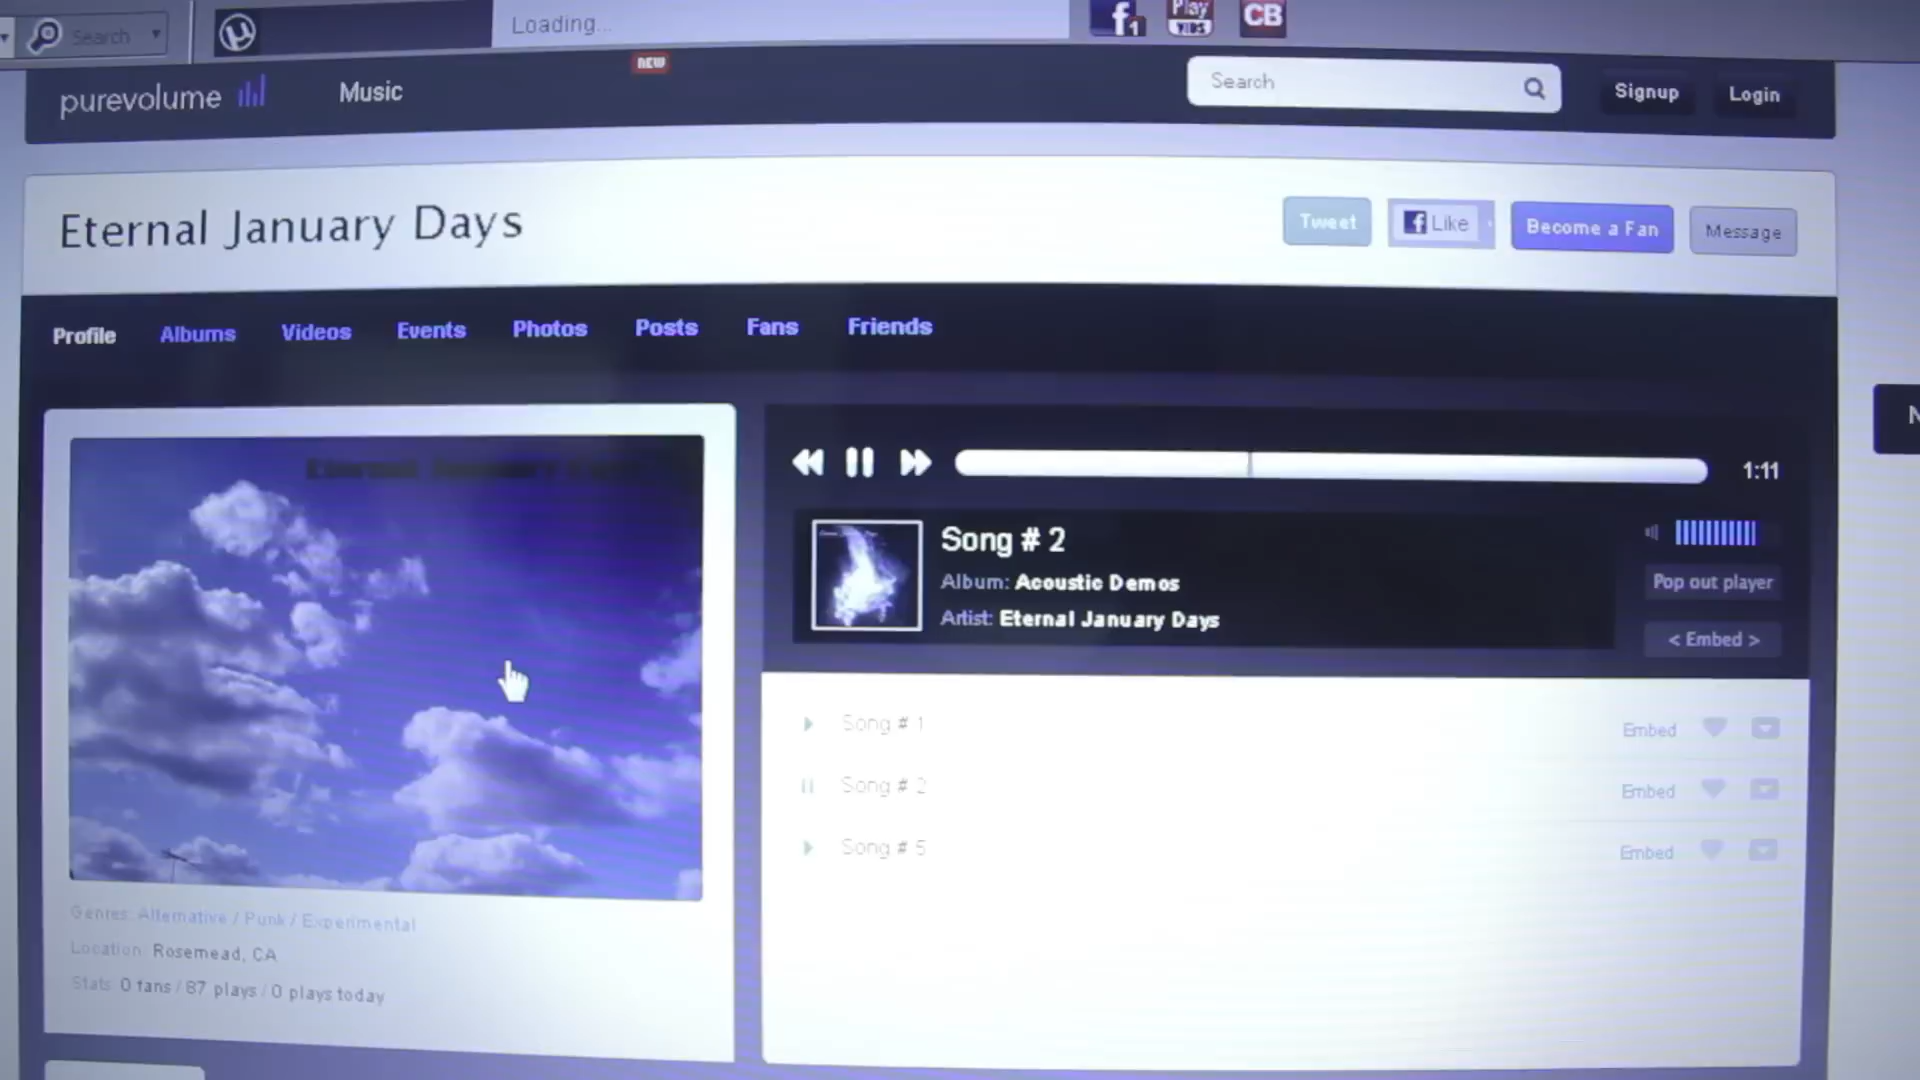 Search
Loading...
f 1
Play
VIDS
CB
purevolume
Music
NEW
Search
Signup
Login
Eternal January Days
Tweet
Like
Become a Fan
Message
Profile Albums Videos Events Photos Posts Fans Friends
1:11
Song # 2
Album: Acoustic Demos
Artist: Eternal January Days
Pop out player
< Embed >
Song # 1 Embed
Song # 2 Embed
Song # 5 Embed
Genres: Alternative / Punk / Experimental
Location: Rosemead, CA
Stats: 0 fans / 87 plays / 0 plays today